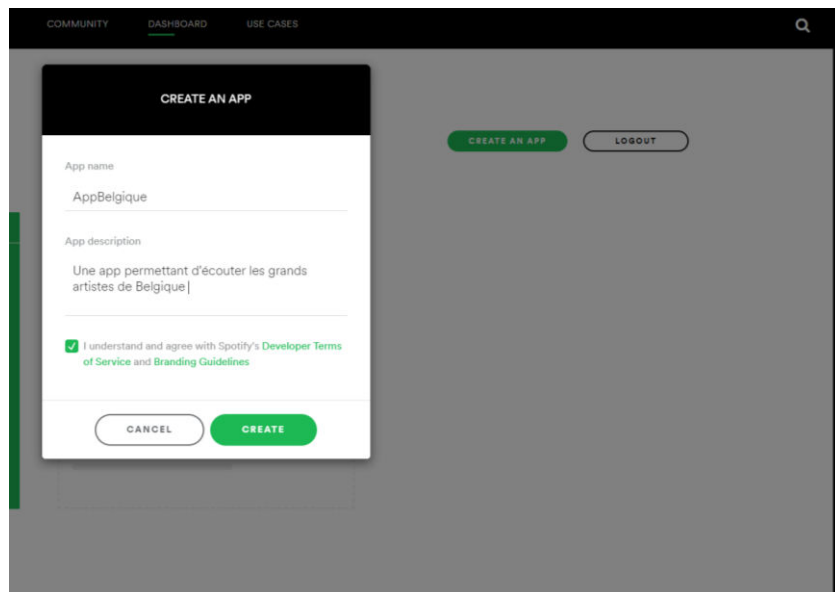 COMMUNITY DASHBOARD USE CASES
CREATE AN APP
CREATE AN APP LOGOUT
App name
AppBelgique
App description
Une app permettant d'écouter les grands
artistes de Belgique
I understand and agree with Spotify's Developer Terms
of Service and Branding Guidelines
CANCEL CREATE